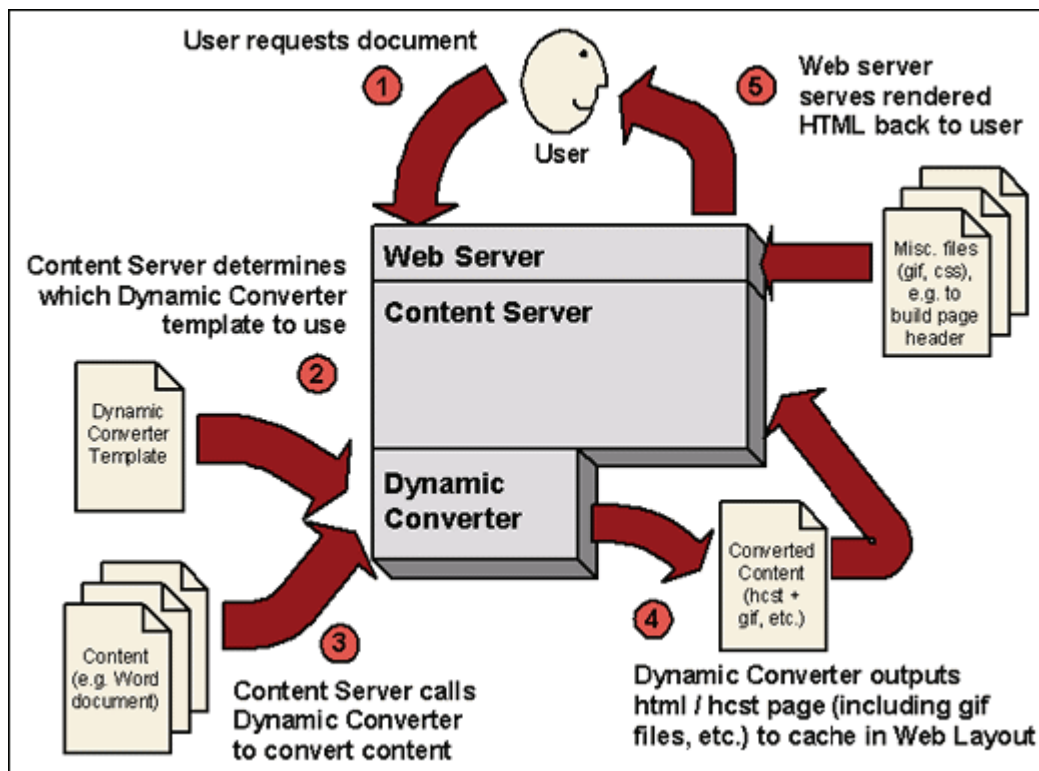 User requests document
1
User
5
Web server
serves rendered
HTML back to user
Web Server
Content Server
Dynamic
Converter
Misc. files
(gif, css),
e.g. to
build page
header
Content Server determines
which Dynamic Converter
template to use
2
Dynamic
Converter
Template
Content
(e.g. Word
document)
3
Content Server calls
Dynamic Converter
to convert content
Converted
Content
(hcst +
gif, etc.)
4
Dynamic Converter outputs
html / hcst page (including gif
files, etc.) to cache in Web Layout